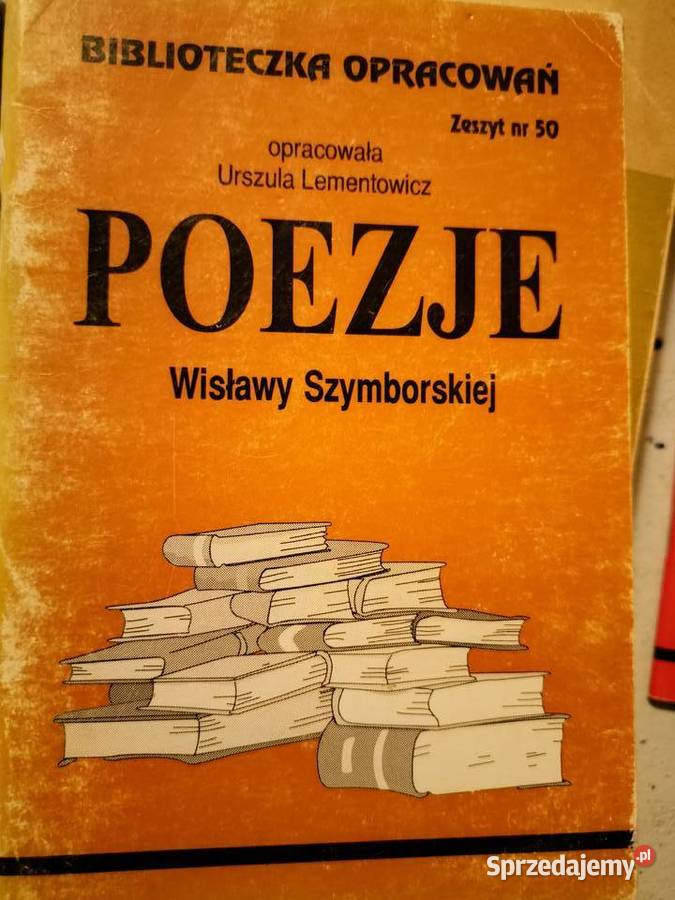 BIBLIOTECZKA OPRACOWAŃ
Zeszyt nr 50
opracowała
Urszula Lementowicz
POEZJE
Wisławy Szymborskiej
Sprzedajemy.pl